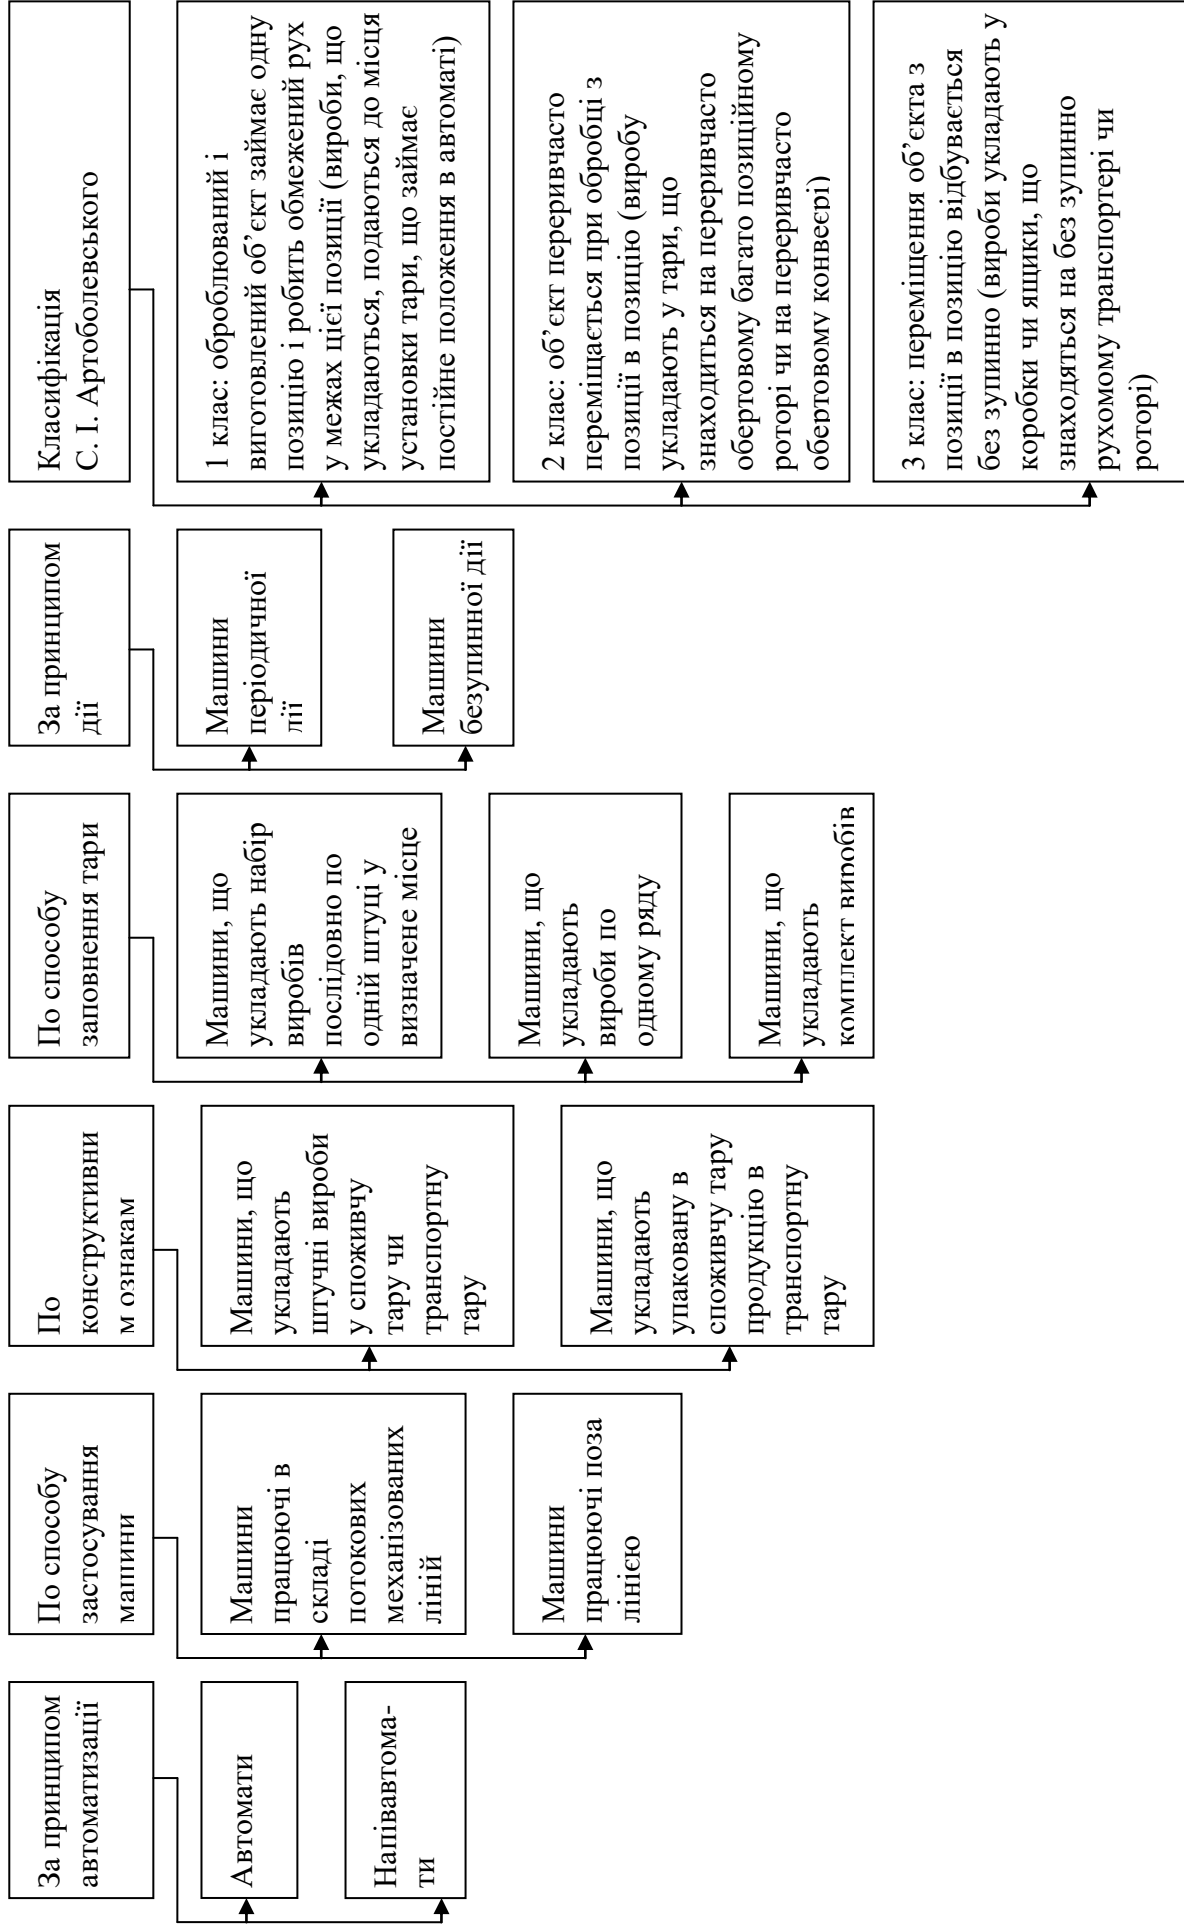 За принципом
автоматизації
Автомати
Напівавтома-
ти
По способу
застосування
машини
Машини
працюючі в
складі
потокових
механізованих
ліній
Машини
працюючі поза
лінією
По
конструктивни
м ознакам
Машини, що
укладають
штучні вироби
у споживчу
тару чи
транспортну
тару
Машини, що
укладають
упаковану в
споживчу тару
продукцію в
транспортну
тару
По способу
заповнення тари
Машини, що
укладають набір
виробів
послідовно по
одній штуці у
визначене місце
Машини, що
укладають
вироби по
одному ряду
Машини, що
укладають
комплект виробів
За принципом
дії
Машини
періодичної
дії
Машини
безупинної дії
Класифікація
С. І. Артоболевського
1 клас: оброблюваний і
виготовлений об’єкт займає одну
позицію і робить обмежений рух
у межах цієї позиції (вироби, що
укладаються, подаються до місця
установки тари, що займає
постійне положення в автоматі)
2 клас: об’єкт переривчасто
переміщається при обробці з
позиції в позицію (виробу
укладають у тари, що
знаходиться на переривчасто
обертовому багато позиційному
роторі чи на переривчасто
обертовому конвеєрі)
3 клас: переміщення об’єкта з
позиції в позицію відбувається
без зупинно (вироби укладають у
коробки чи ящики, що
знаходяться на без зупинно
рухомому транспортері чи
роторі)